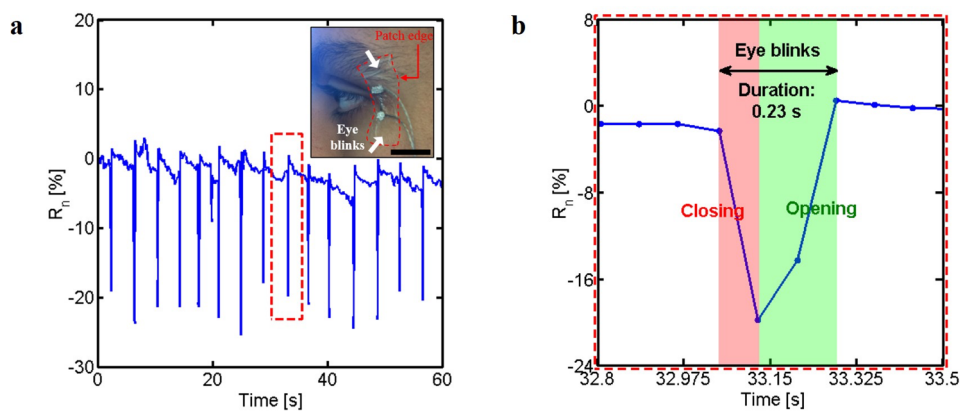 a
20
10
0
-10
-20
-30
Rn [%]
0
20
40
60
Time [s]
Patch edge
Eye
blinks
b
8
0
-8
-16
-24
Rn [%]
Eye blinks
Duration:
0.23 s
Closing
Opening
32.8
32.975
33.15
33.325
33.5
Time [s]